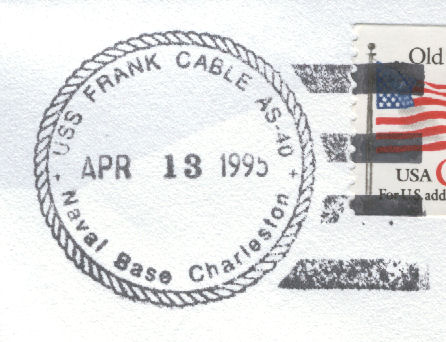 + USS FRANK CABLE AS-40 +
APR 13 1995
Naval Base Charleston
Old
USA
For U.S. add